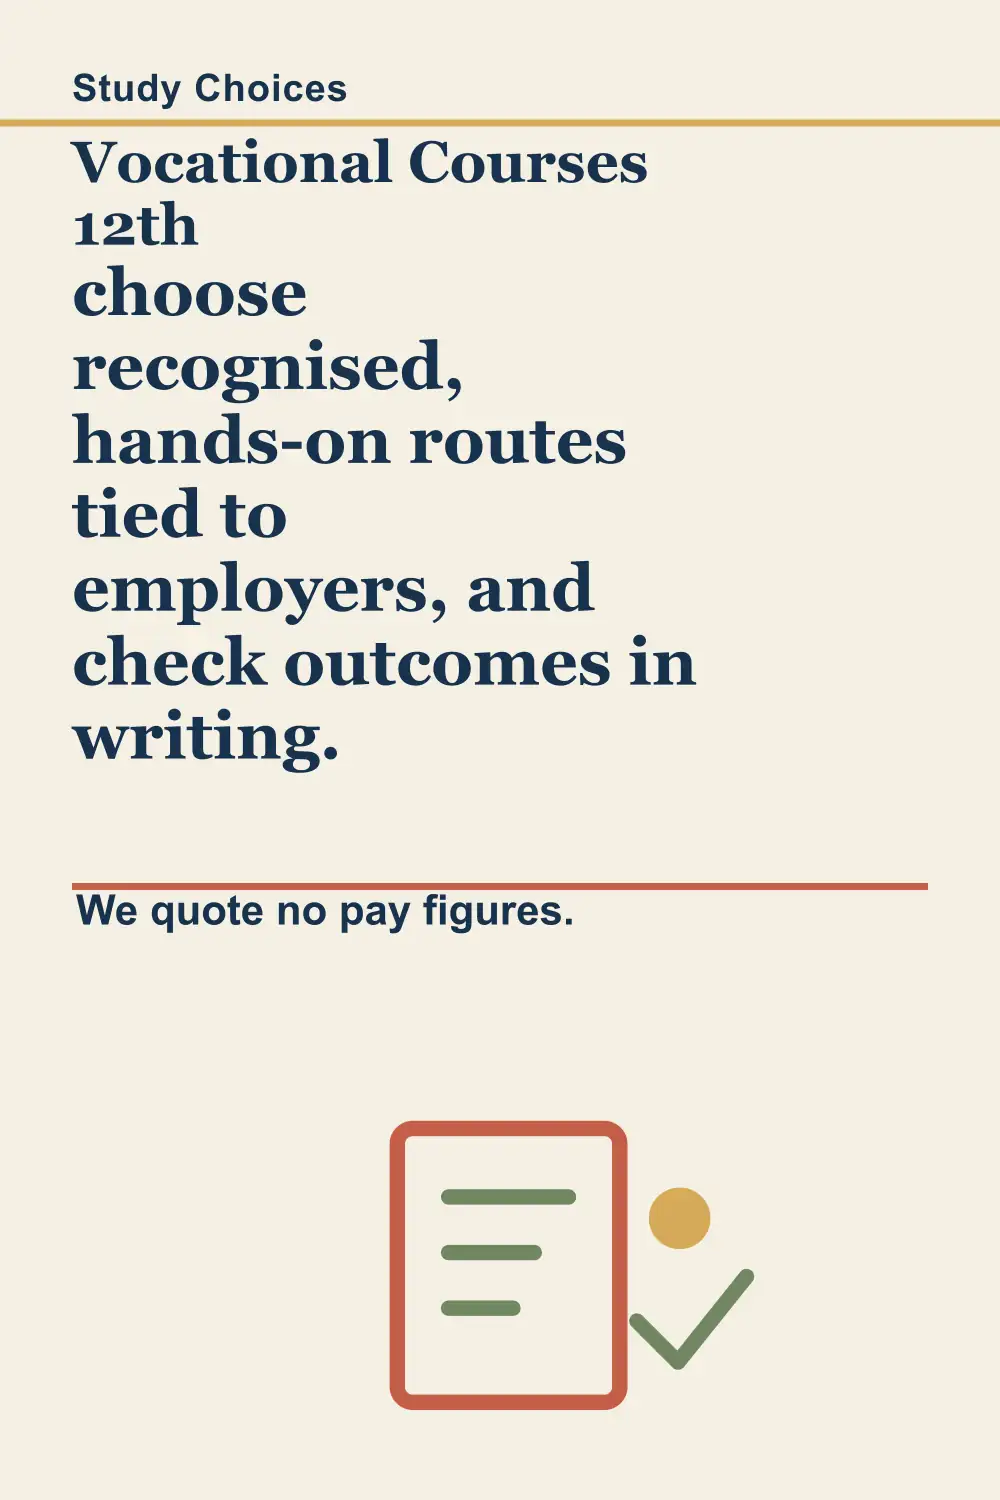 Study Choices
Vocational Courses
12th
choose
recognised,
hands-on routes
tied to
employers, and
check outcomes in
writing.
We quote no pay figures.